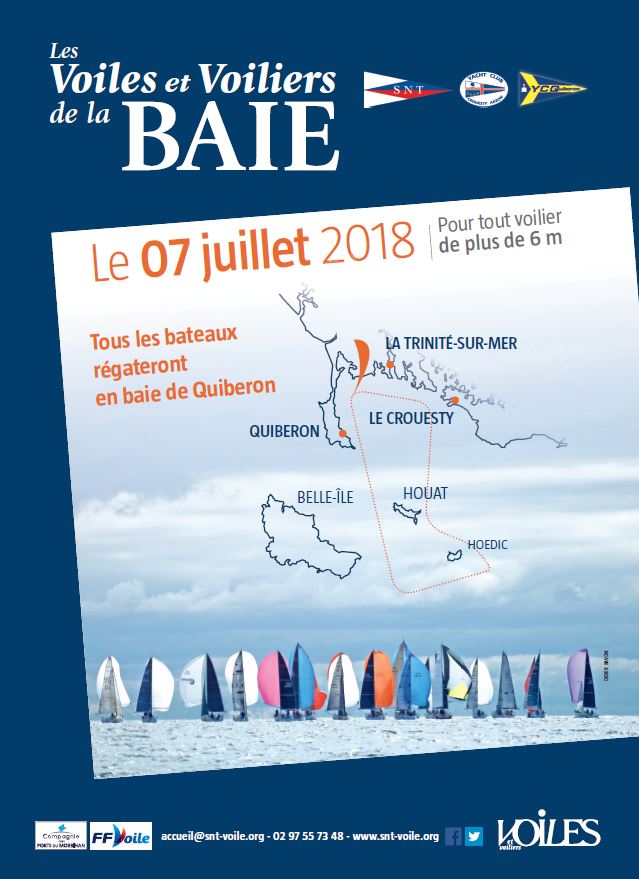 Les
Voiles et Voiliers
de la BAIE
SNT
YACHT CLUB
CROUESTY ARZON
YCQuiberon
Le 07 juillet 2018
Pour tout voilier
de plus de 6 m
Tous les bateaux
régateront
en baie de Quiberon
LA TRINITÉ-SUR-MER
LE CROUESTY
QUIBERON
BELLE-ÎLE
HOUAT
HOEDIC
Compagnie
des
PORTS DU MORBIHAN
FFVoile
accueil@snt-voile.org - 02 97 55 73 48 - www.snt-voile.org
VOILES
et
voiliers